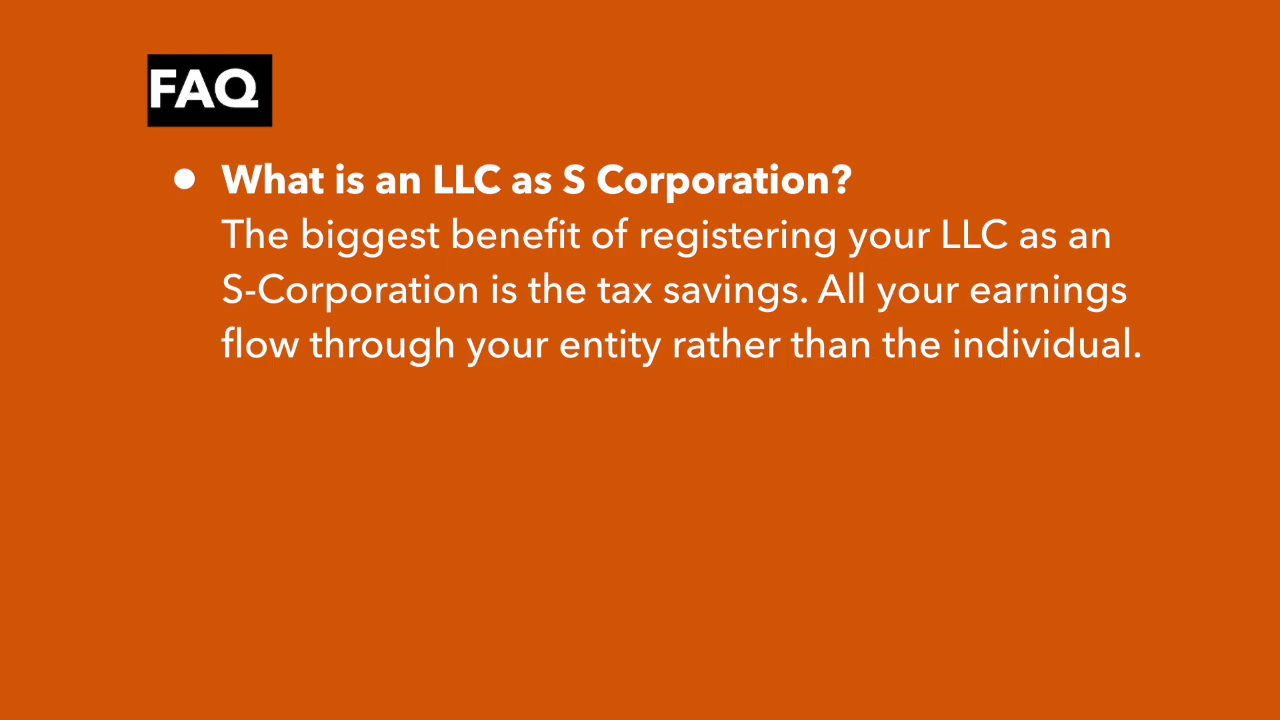 FAQ
• What is an LLC as S Corporation?
The biggest benefit of registering your LLC as an
S-Corporation is the tax savings. All your earnings
flow through your entity rather than the individual.